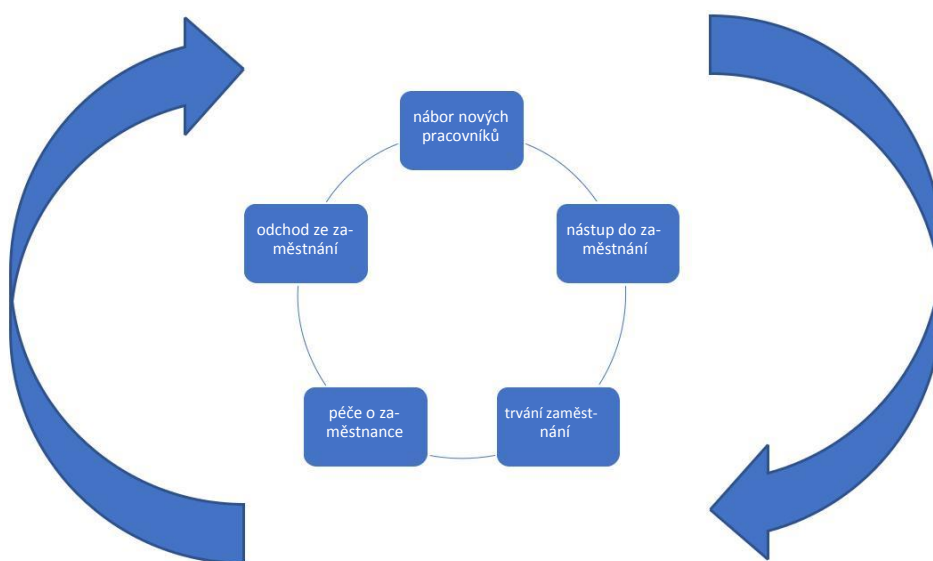 nábor nových
pracovníků
nástup do za-
městnání
trvání zaměst-
nání
péče o za-
městnance
odchod ze za-
městnání